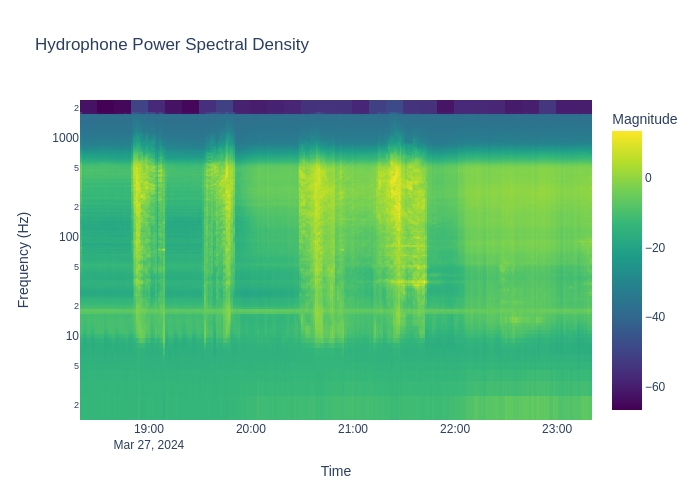 Hydrophone Power Spectral Density
Magnitude
0
−20
−40
−60
2
1000
5
2
100
5
2
10
5
2
Frequency (Hz)
19:00 20:00 21:00 22:00 23:00
Mar 27, 2024
Time